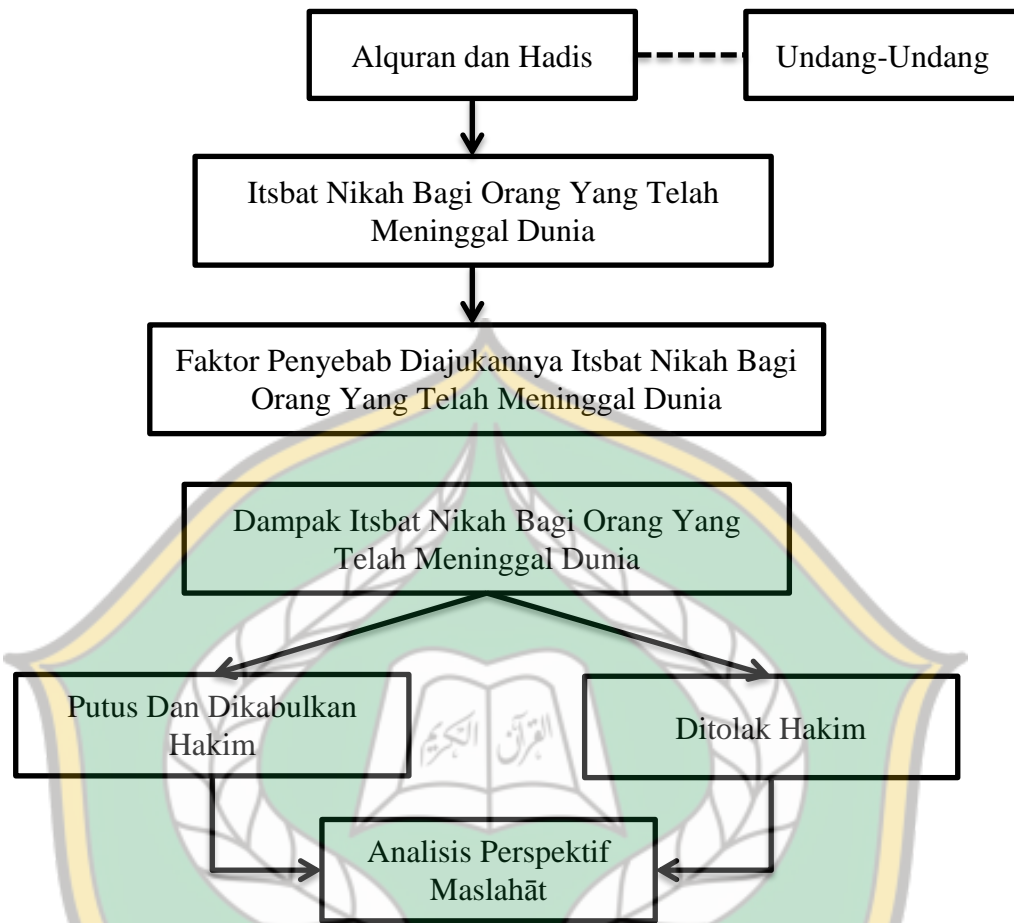 Alquran dan Hadis
Undang-Undang
Itsbat Nikah Bagi Orang Yang Telah
Meninggal Dunia
Faktor Penyebab Diajukannya Itsbat Nikah Bagi
Orang Yang Telah Meninggal Dunia
Dampak Itsbat Nikah Bagi Orang Yang
Telah Meninggal Dunia
Putus Dan Dikabulkan
Hakim
القرآن الكريم
Ditolak Hakim
Analisis Perspektif
Maslahāt